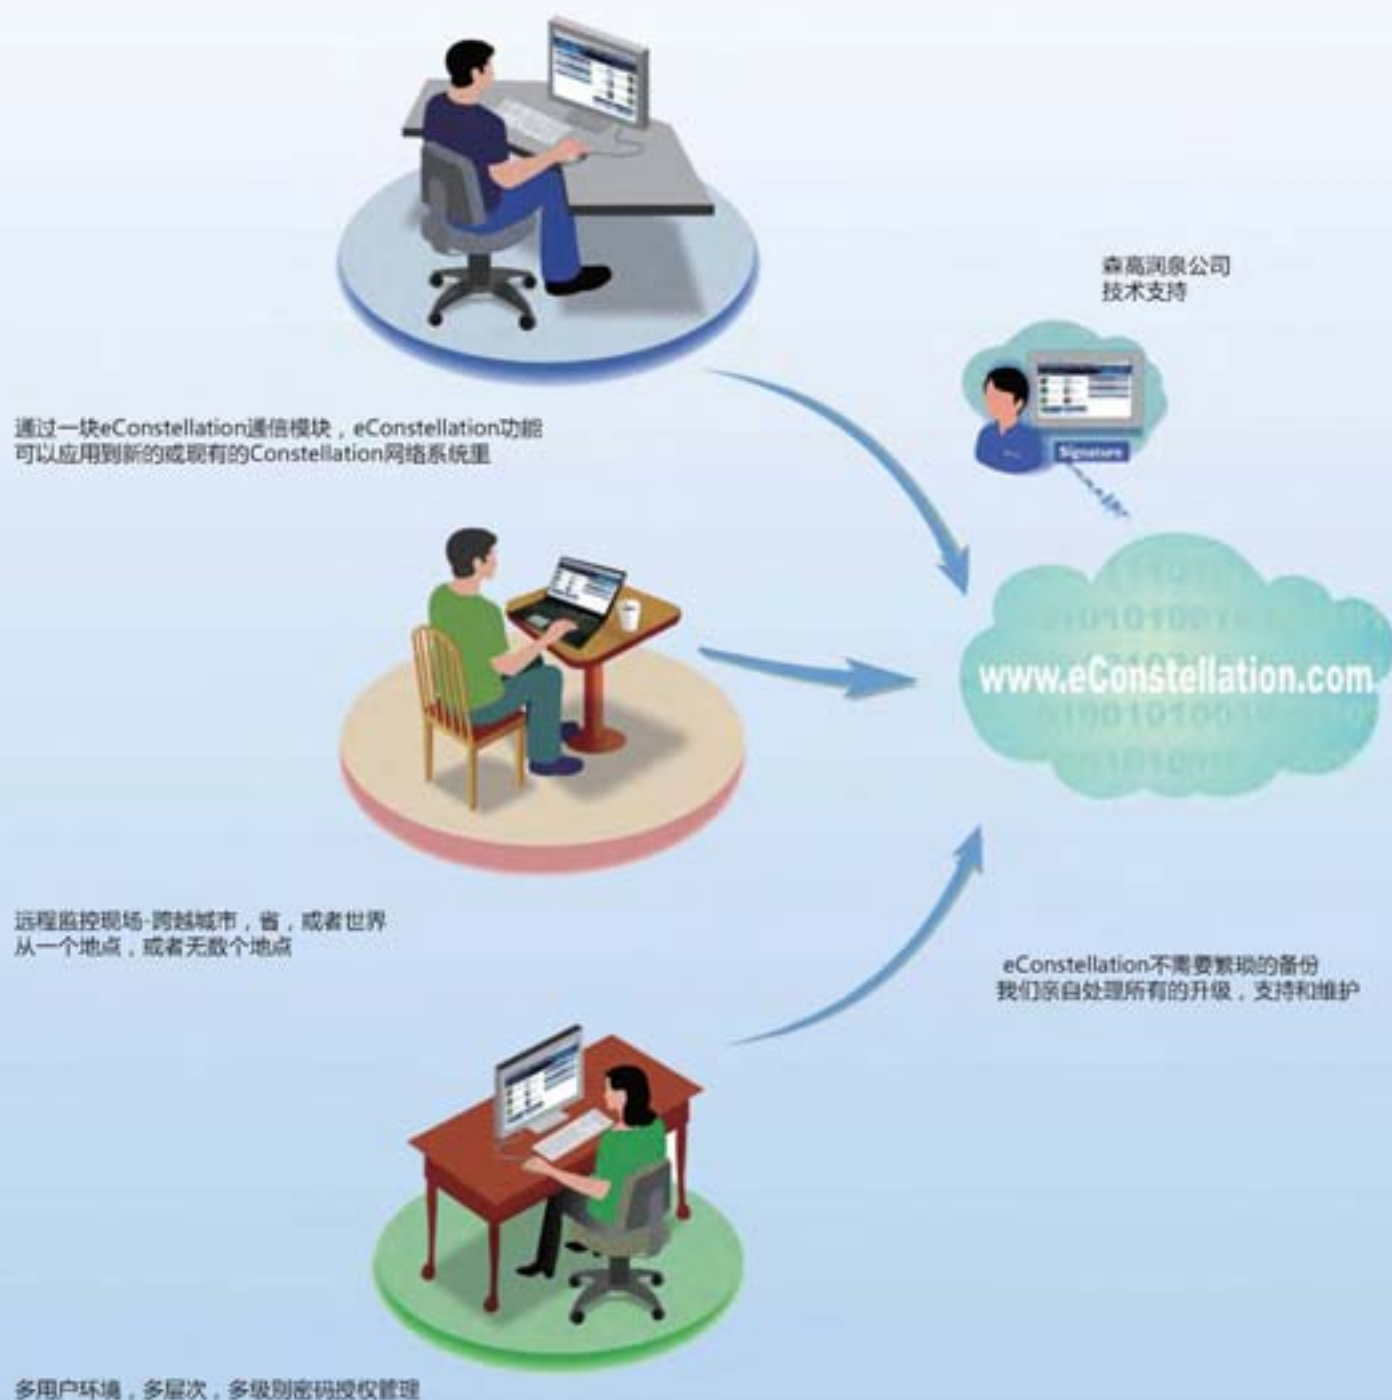 森高润泉公司
技术支持
Signature
通过一块eConstellation通信模块，eConstellation功能
可以应用到新的或现有的Constellation网络系统里
www.eConstellation.com
远程监控现场-跨越城市，省，或者世界
从一个地点，或者无数个地点
eConstellation不需要繁琐的备份
我们亲自处理所有的升级，支持和维护
多用户环境，多层次，多级别密码授权管理